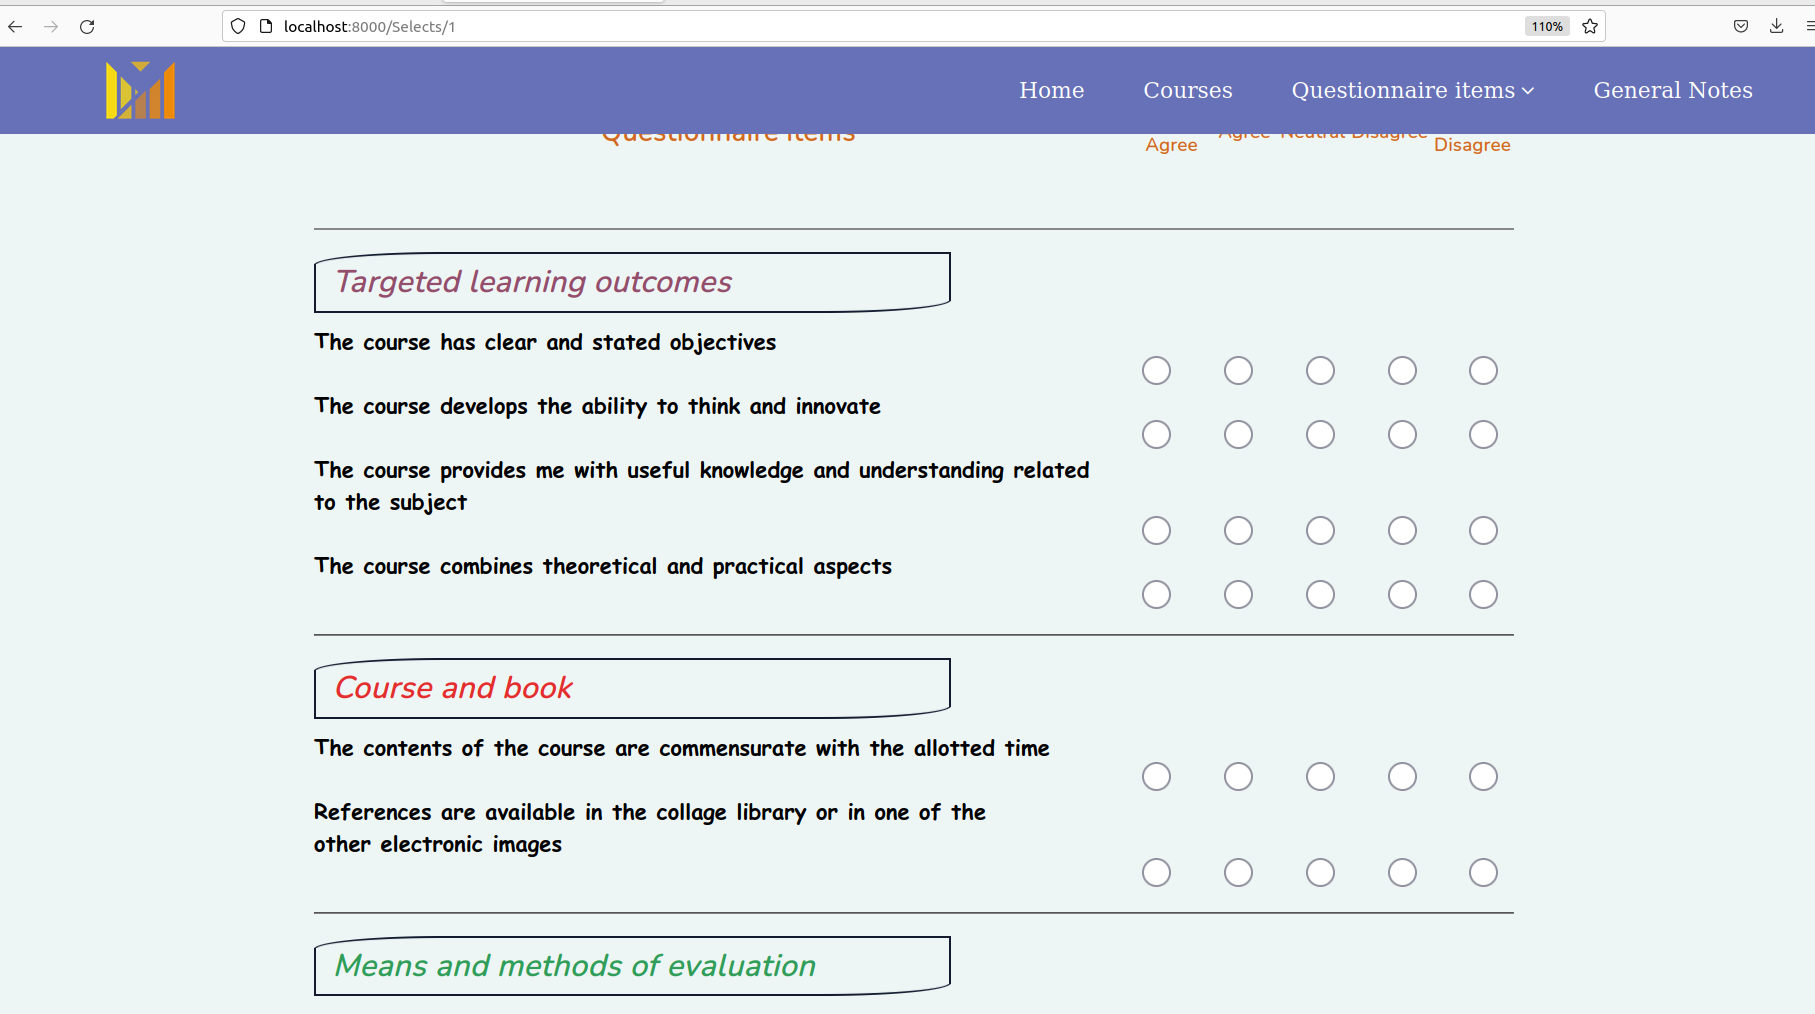 localhost:8000/Selects/1
110%
Home Courses Questionnaire items General Notes
Questionnaire items
Agree Agree Neutral Disagree Disagree
Targeted learning outcomes
The course has clear and stated objectives
The course develops the ability to think and innovate
The course provides me with useful knowledge and understanding related
to the subject
The course combines theoretical and practical aspects
Course and book
The contents of the course are commensurate with the allotted time
References are available in the collage library or in one of the
other electronic images
Means and methods of evaluation